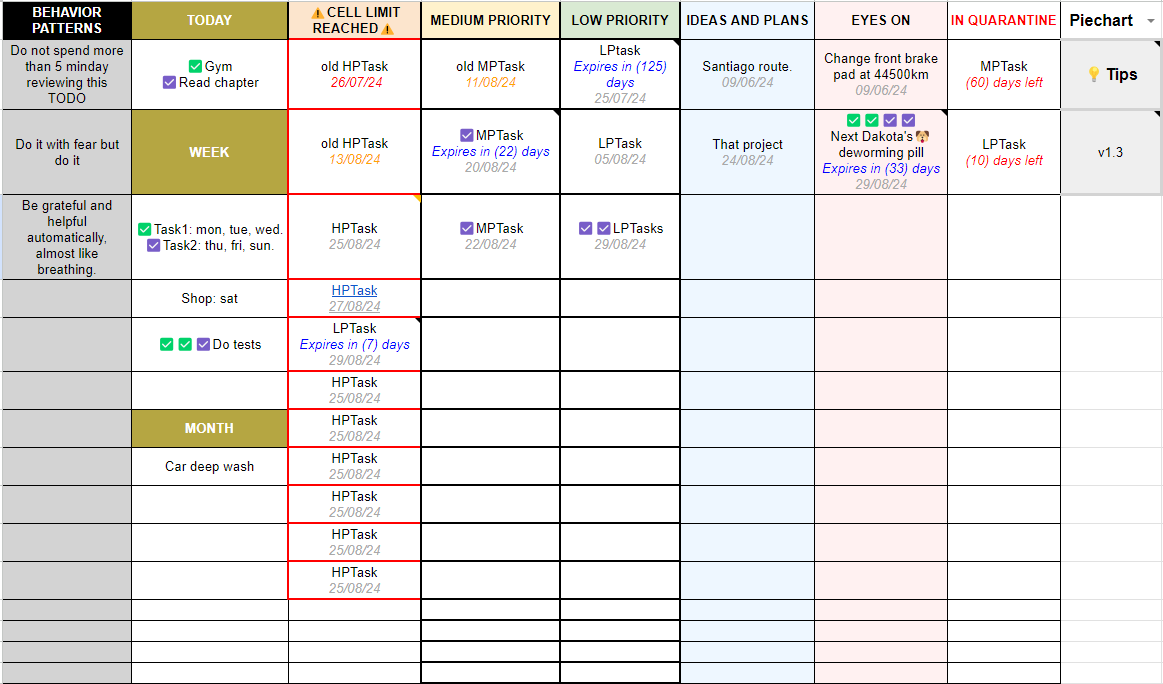 BEHAVIOR
PATTERNS
TODAY
⚠️CELL LIMIT
REACHED⚠️
MEDIUM PRIORITY
LOW PRIORITY
IDEAS AND PLANS
EYES ON
IN QUARANTINE
Piechart
Do not spend more
than 5 minday
reviewing this
TODO
✅ Gym
Read chapter
old HPTask
26/07/24
old MPTask
11/08/24
LPtask
Expires in (125)
days
25/07/24
Santiago route.
09/06/24
Change front brake
pad at 44500km
09/06/24
MPTask
(60) days left
💡 Tips
Do it with fear but
do it
WEEK
old HPTask
13/08/24
MPTask
Expires in (22) days
20/08/24
LPTask
05/08/24
That project
24/08/24
Next Dakota's🐶
deworming pill
Expires in (33) days
29/08/24
LPTask
(10) days left
v1.3
Be grateful and
helpful
automatically,
almost like
breathing.
✅ Task1: mon, tue, wed.
Task2: thu, fri, sun.
HPTask
25/08/24
MPTask
22/08/24
LPTasks
29/08/24
Shop: sat
HPTask
27/08/24
Do tests
LPTask
Expires in (7) days
29/08/24
HPTask
25/08/24
MONTH
HPTask
25/08/24
Car deep wash
HPTask
25/08/24
HPTask
25/08/24
HPTask
25/08/24
HPTask
25/08/24